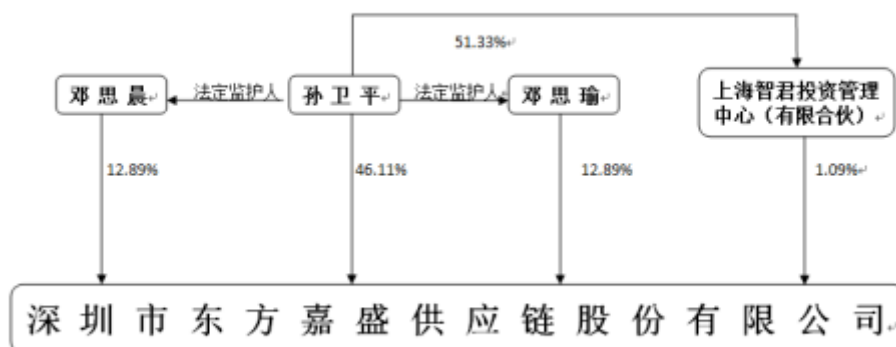 51.33%
邓 思 晨
法定监护人
孙 卫 平
法定监护人
邓 思 瑜
上海智君投资管理
中心（有限合伙）
12.89%
46.11%
12.89%
1.09%
深 圳 市 东 方 嘉 盛 供 应 链 股 份 有 限 公 司